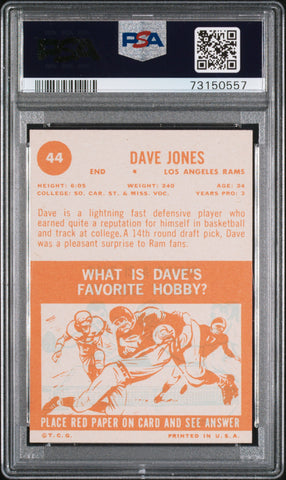 PSA
73150557
44
DAVE JONES
END ★ LOS ANGELES RAMS
HEIGHT: 6:05 WEIGHT: 240 AGE: 24
COLLEGE: SO. CAR. ST. & MISS. VOC. YEARS PRO: 3
Dave is a lightning fast defensive player who
earned quite a reputation for himself in basketball
and track at college. A 14th round draft pick, Dave
was a pleasant surprise to Ram fans.
WHAT IS DAVE'S
FAVORITE HOBBY?
PLACE RED PAPER ON CARD AND SEE ANSWER
©T.C.G. PRINTED IN U.S.A.